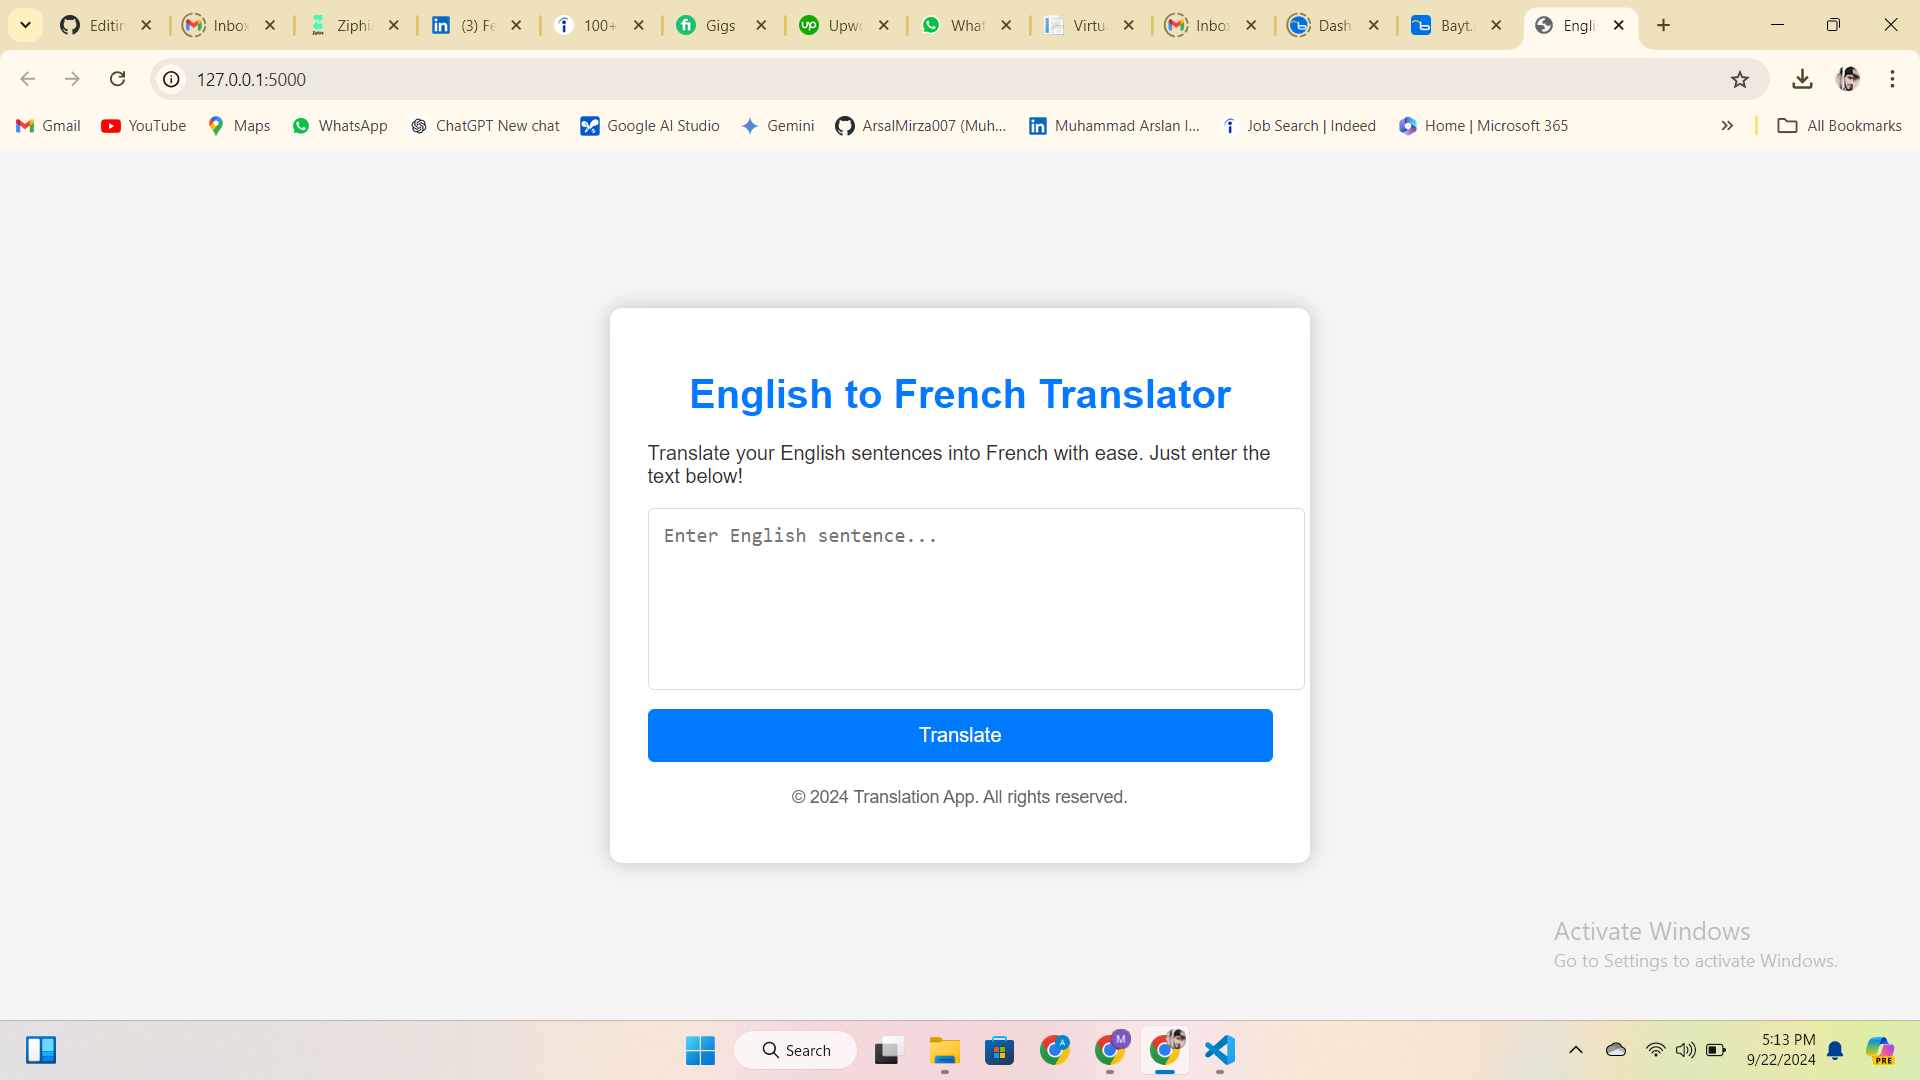 Editin
Inbox
Ziphir
(3) Fe
100+
Gigs
Upwo
What
Virtu
Inbox
Dash
Bayt.
Engli
127.0.0.1:5000
Gmail
YouTube
Maps
WhatsApp
ChatGPT New chat
Google AI Studio
Gemini
ArsalMirza007 (Muh...
Muhammad Arslan I...
Job Search | Indeed
Home | Microsoft 365
All Bookmarks
English to French Translator
Translate your English sentences into French with ease. Just enter the
text below!
Enter English sentence...
Translate
© 2024 Translation App. All rights reserved.
Activate Windows
Go to Settings to activate Windows.
Search
5:13 PM
9/22/2024